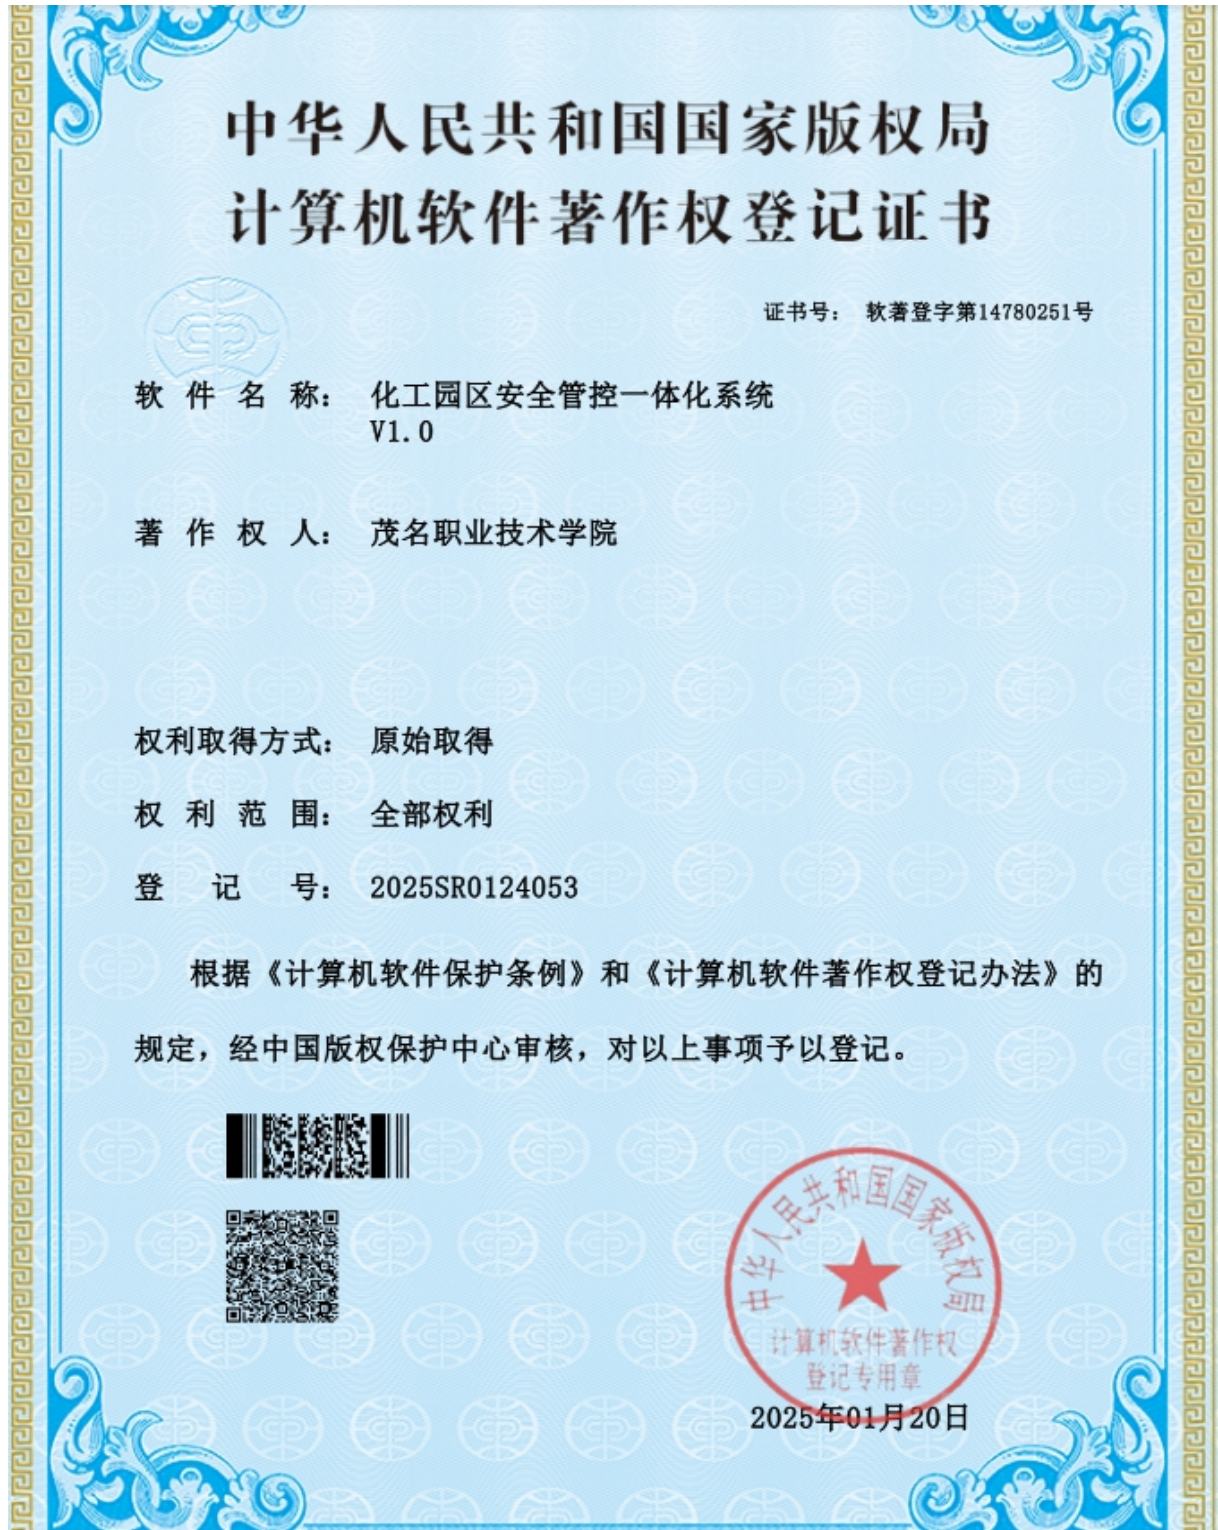 中华人民共和国国家版权局
计算机软件著作权登记证书
证书号： 软著登字第14780251号
软件名称： 化工园区安全管控一体化系统
V1.0
著作权人： 茂名职业技术学院
权利取得方式： 原始取得
权利范围： 全部权利
登记号： 2025SR0124053
根据《计算机软件保护条例》和《计算机软件著作权登记办法》的
规定，经中国版权保护中心审核，对以上事项予以登记。
中华人民共和国国家版权局
计算机软件著作权
登记专用章
2025年01月20日